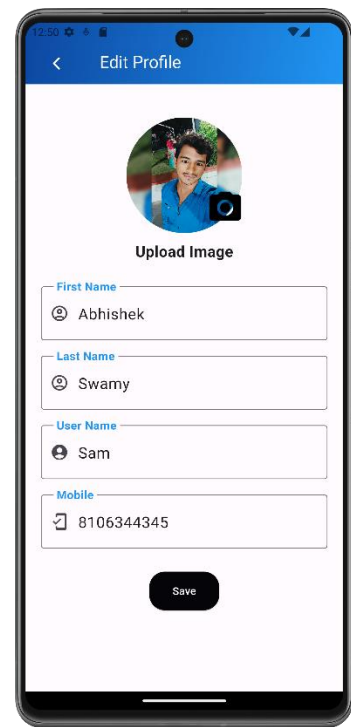 12:50
Edit Profile
Upload Image
First Name
Abhishek
Last Name
Swamy
User Name
Sam
Mobile
8106344345
Save